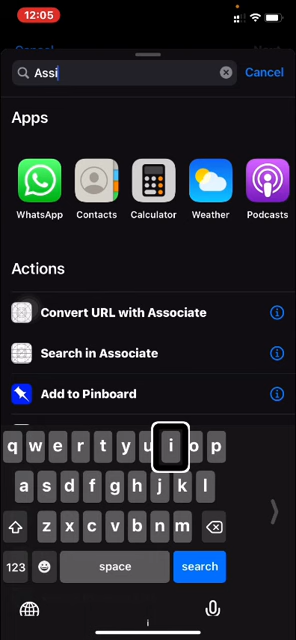 12:05
Cancel
Assi
Cancel
Apps
WhatsApp Contacts Calculator Weather Podcasts
Actions
Convert URL with Associate
Search in Associate
Add to Pinboard
q w e r t y u i o p
a s d f g h j k l
z x c v b n m
123 space search
i